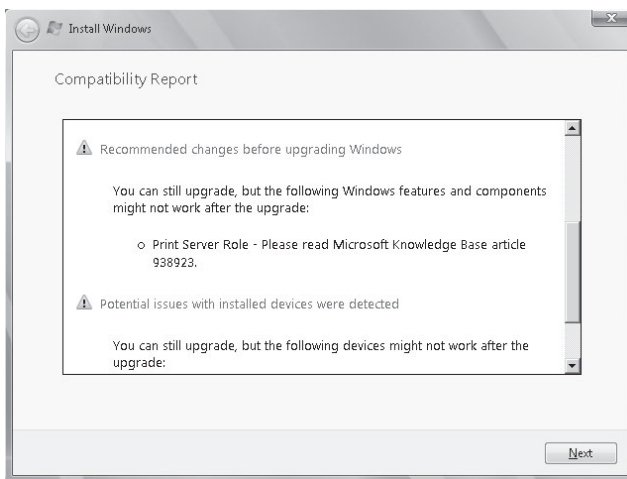 Install Windows
Compatibility Report
Recommended changes before upgrading Windows
You can still upgrade, but the following Windows features and components
might not work after the upgrade:
o Print Server Role - Please read Microsoft Knowledge Base article
938923.
Potential issues with installed devices were detected
You can still upgrade, but the following devices might not work after the
upgrade:
Next